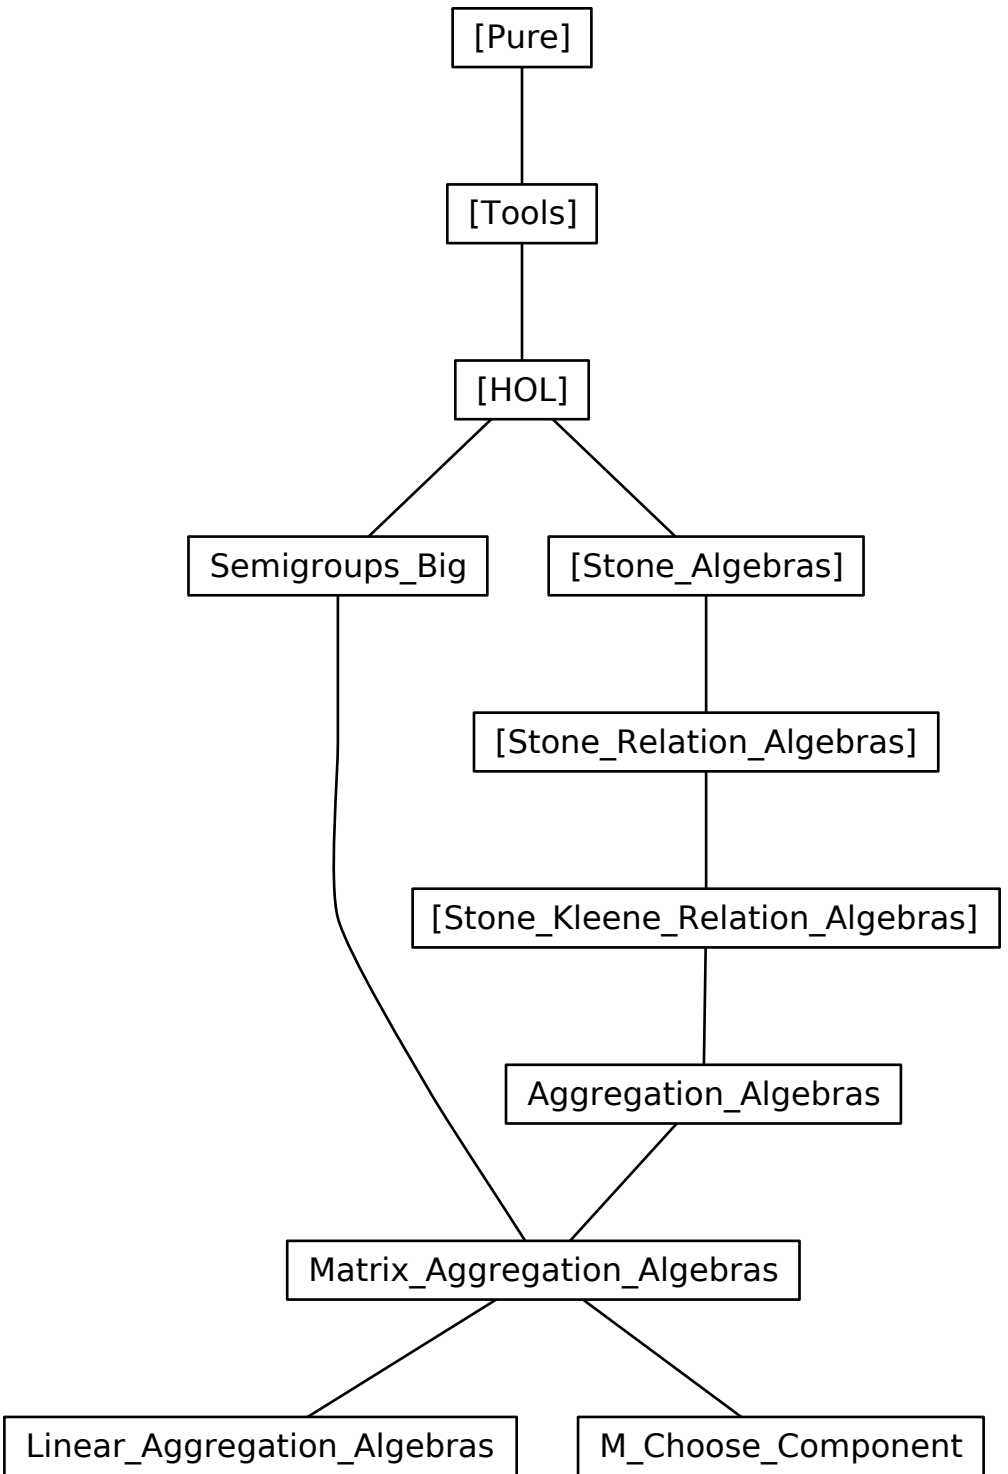 [Pure]
[Tools]
[HOL]
Semigroups_Big
[Stone_Algebras]
[Stone_Relation_Algebras]
[Stone_Kleene_Relation_Algebras]
Aggregation_Algebras
Matrix_Aggregation_Algebras
Linear_Aggregation_Algebras
M_Choose_Component